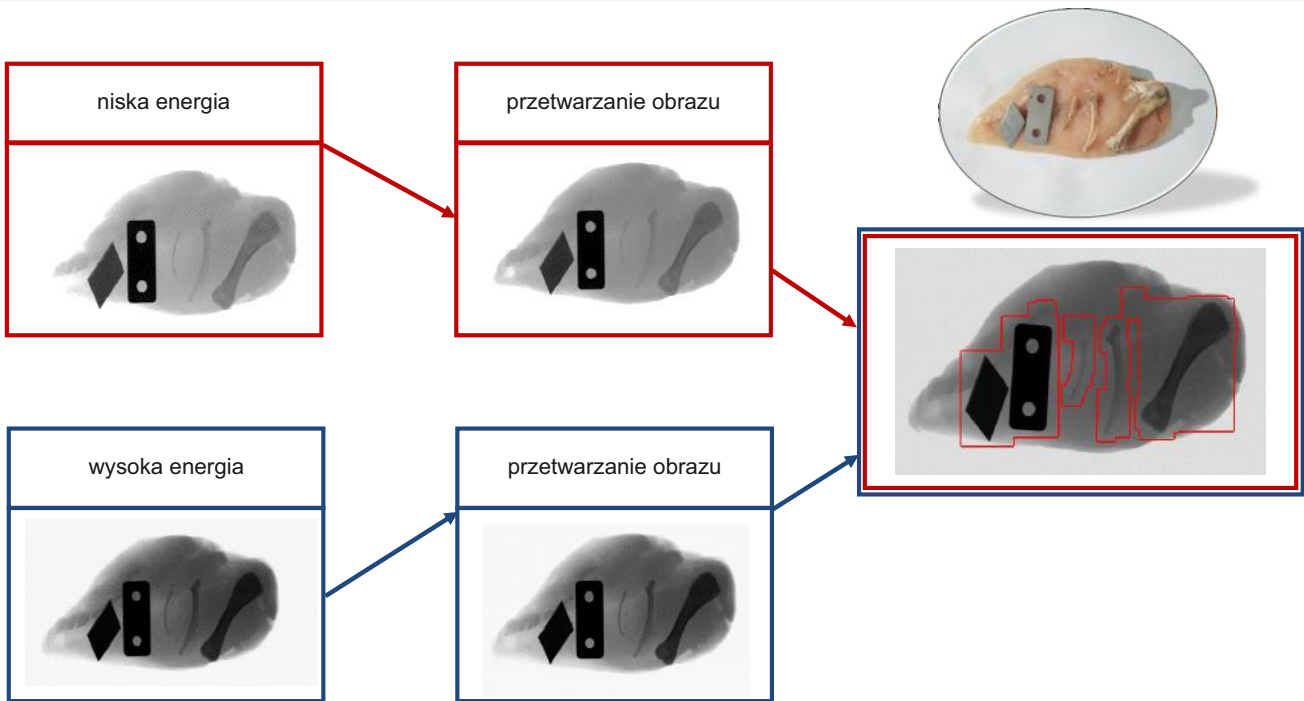 niska energia
przetwarzanie obrazu
wysoka energia
przetwarzanie obrazu